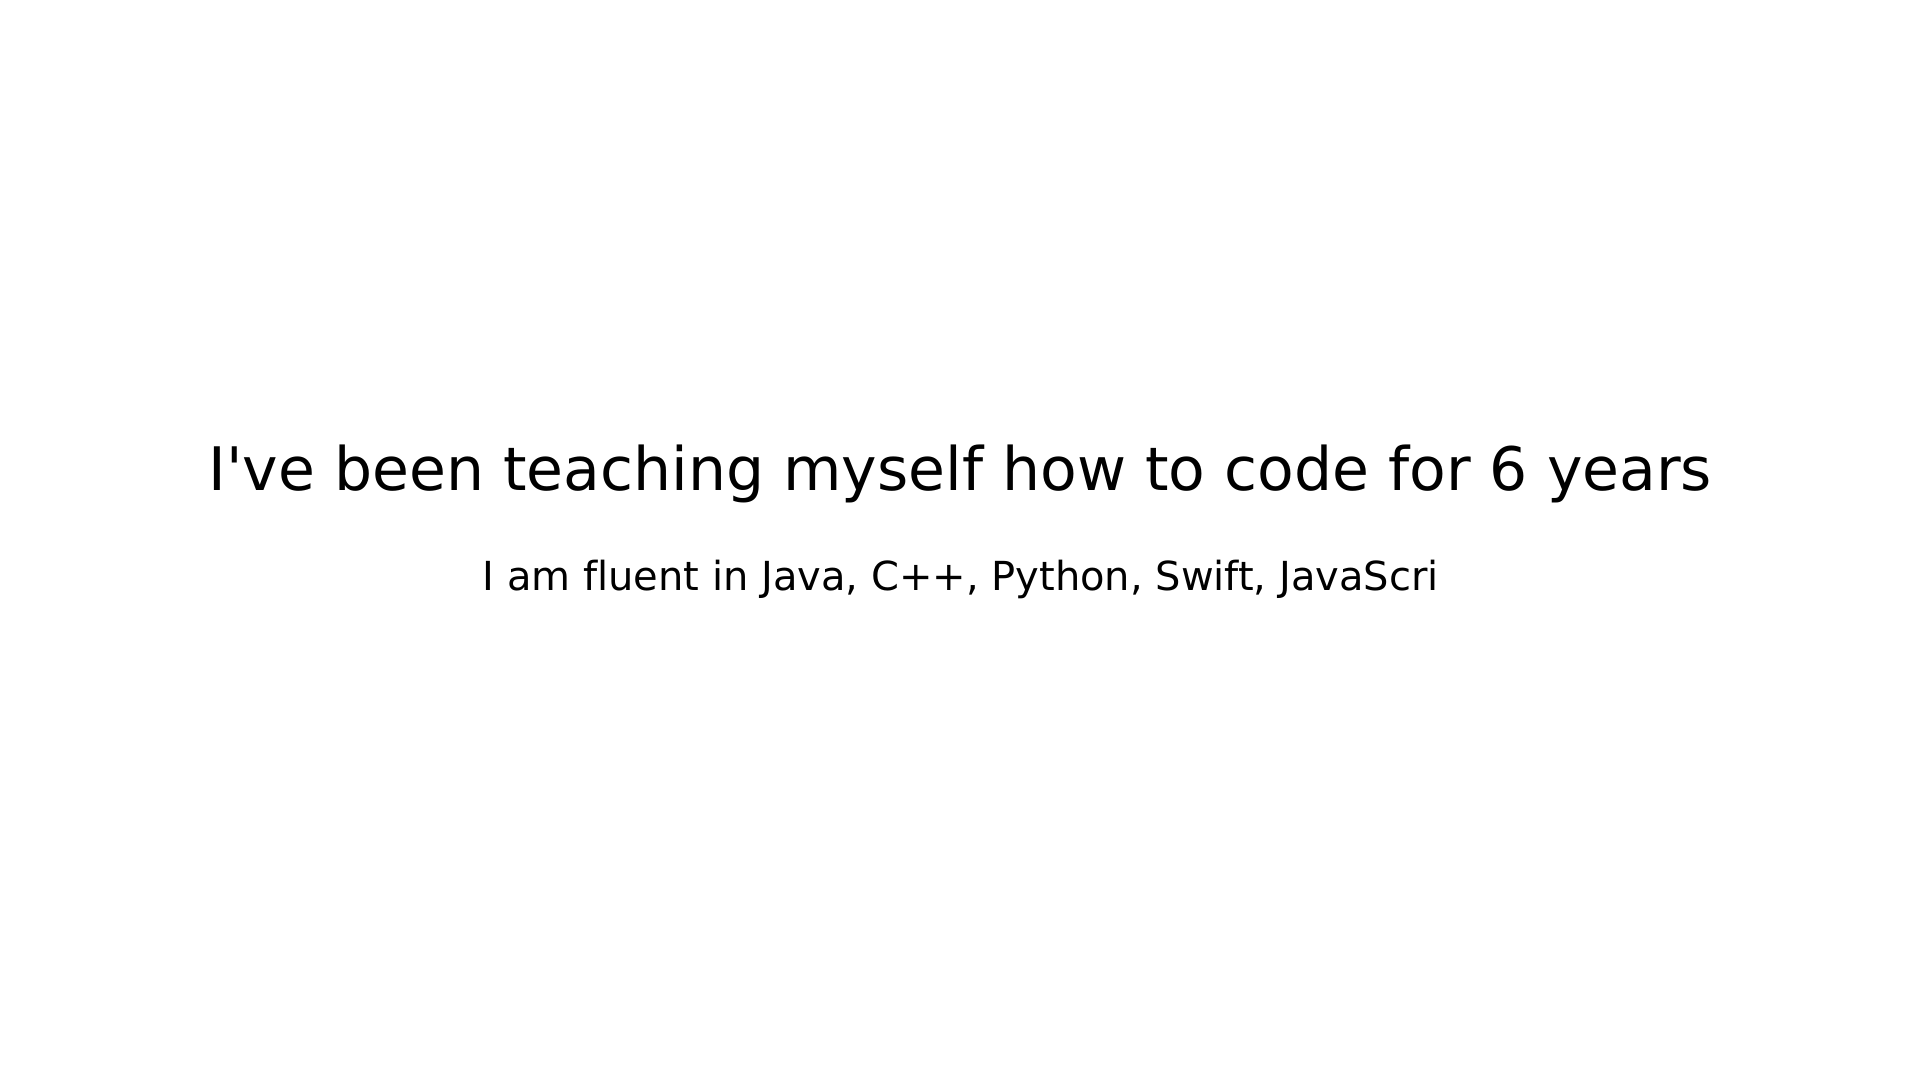 I've been teaching myself how to code for 6 years
I am fluent in Java, C++, Python, Swift, JavaScri